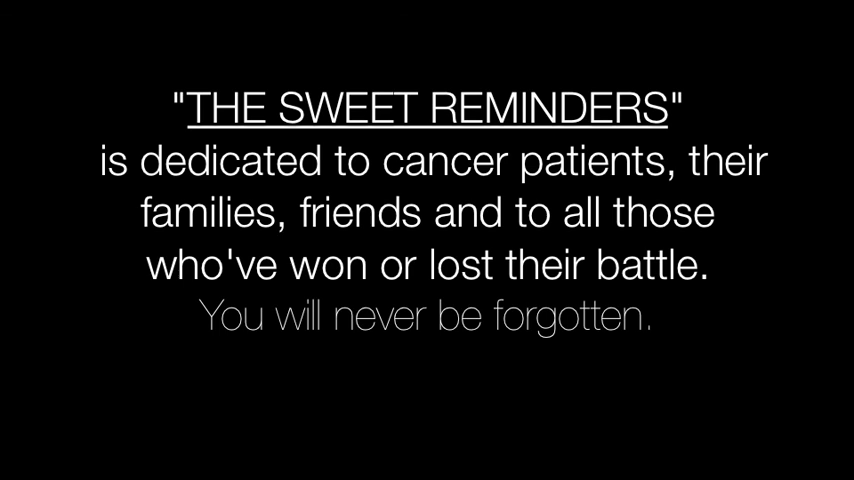 "THE SWEET REMINDERS"
is dedicated to cancer patients, their
families, friends and to all those
who've won or lost their battle.
You will never be forgotten.